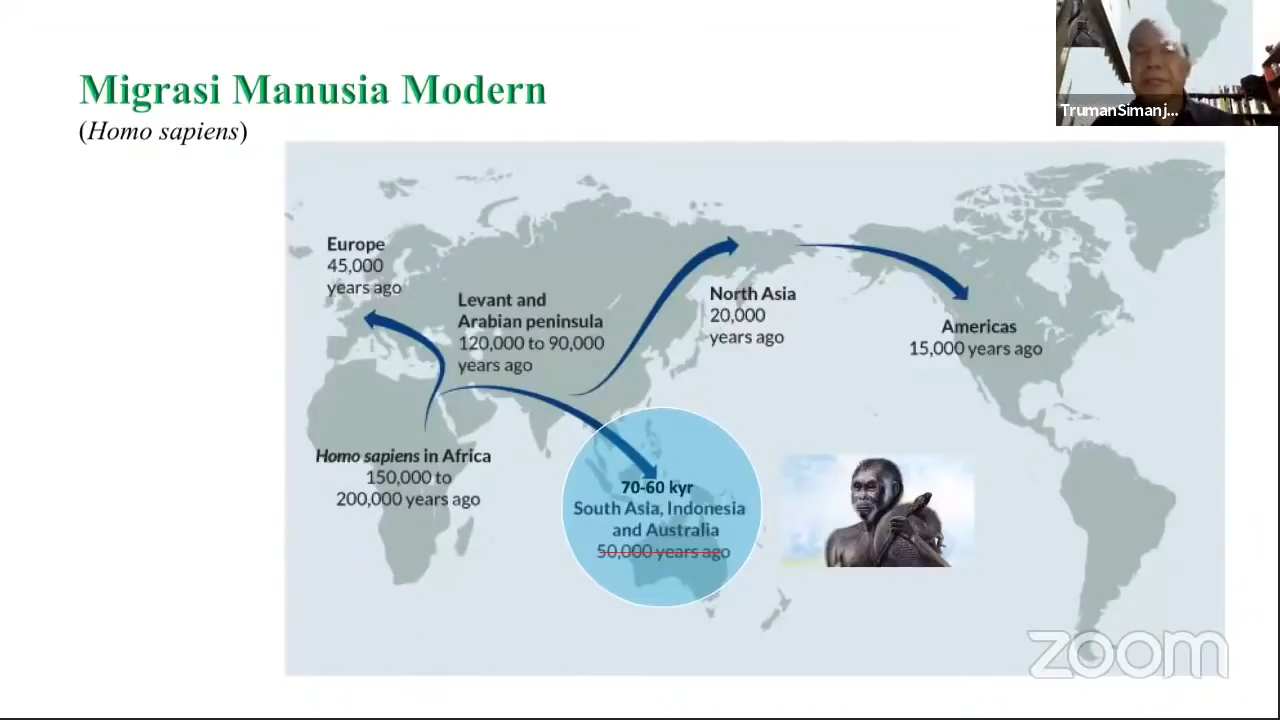 Migrasi Manusia Modern
(Homo sapiens)
TrumanSimanj...
Europe
45,000
years ago
Levant and
Arabian peninsula
120,000 to 90,000
years ago
North Asia
20,000
years ago
Americas
15,000 years ago
Homo sapiens in Africa
150,000 to
200,000 years ago
70-60 kyr
South Asia, Indonesia
and Australia
50,000 years ago
zoom